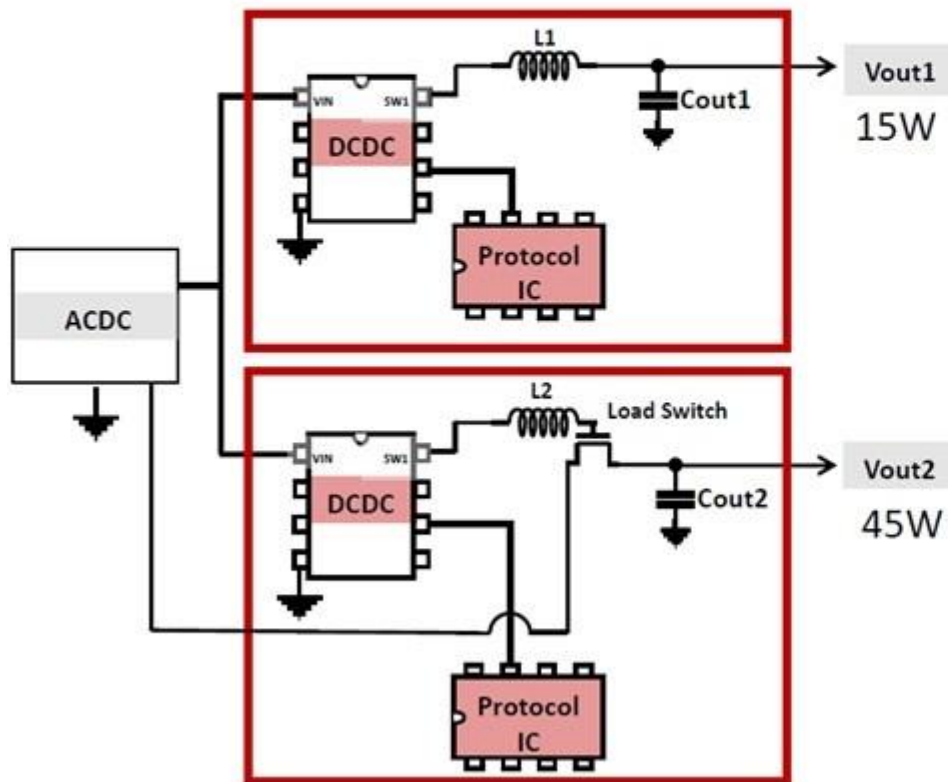 L1
VIN
SW1
DCDC
Cout1
Vout1
15W
Protocol
IC
ACDC
L2
Load Switch
VIN
SW1
DCDC
Cout2
Vout2
45W
Protocol
IC